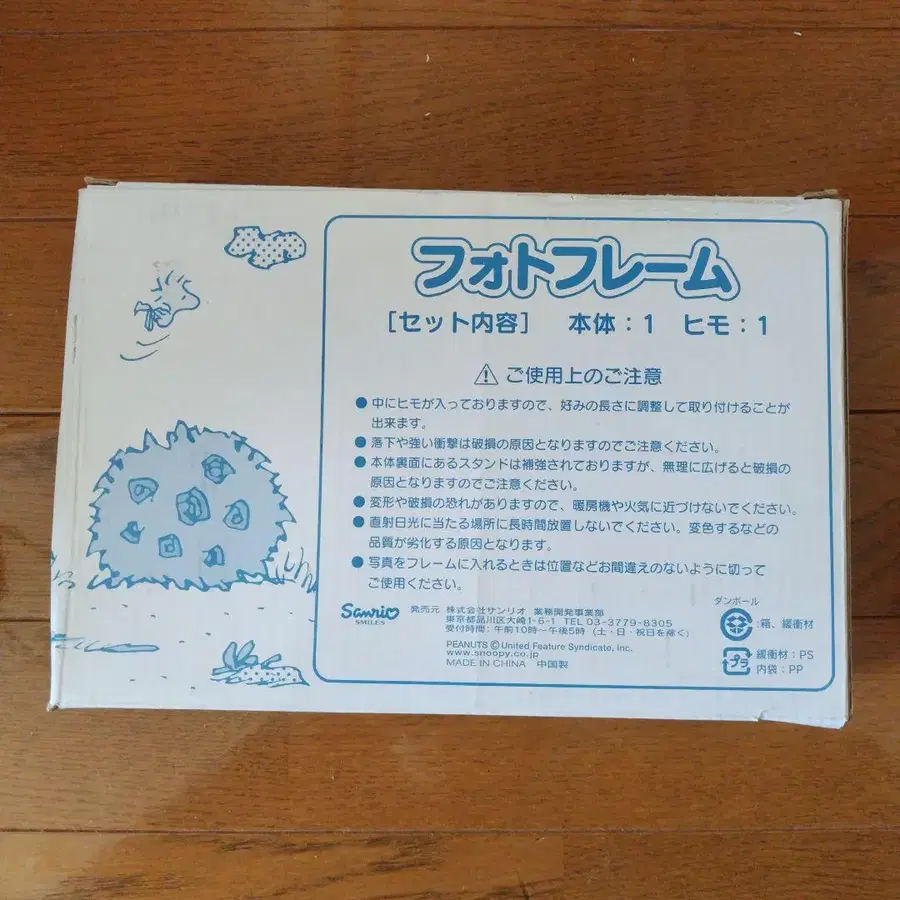 フォトフレーム
[セット内容] 本体：1 ヒモ：1
ご使用上のご注意
●中にヒモが入っておりますので、好みの長さに調整して取り付けることが
出来ます。
●落下や強い衝撃は破損の原因となりますのでご注意ください。
●本体裏面にあるスタンドは補強されておりますが、無理に広げると破損の
原因となりますのでご注意ください。
●変形や破損の恐れがありますので、暖房機や火気に近づけないでください。
●直射日光に当たる場所に長時間放置しないでください。変色するなどの
品質が劣化する原因となります。
●写真をフレームに入れるときは位置などお間違えのないように切って
ご使用ください。
Sanrio
SMILES
発売元 株式会社サンリオ 業務開発事業部
東京都品川区大崎1-6-1 TEL 03-3779-8305
受付時間：午前10時〜午後5時（土・日・祝日を除く）
PEANUTS © United Feature Syndicate, Inc.
www.snoopy.co.jp
MADE IN CHINA 中国製
ダンボール
：箱、緩衝材
プラ
緩衝材：PS
内袋：PP